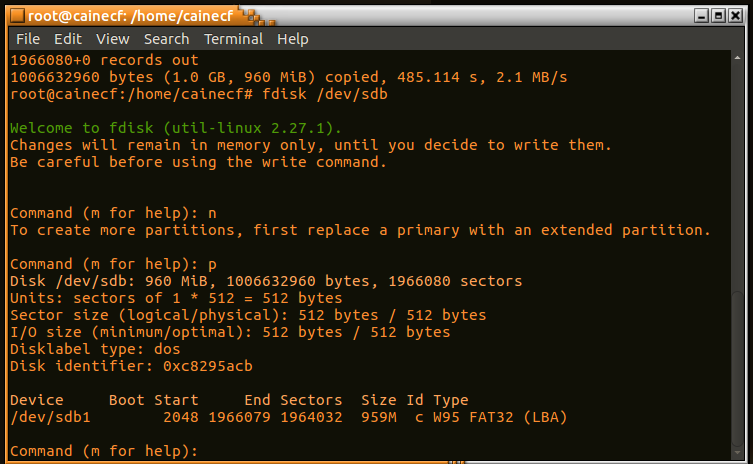 root@cainecf: /home/cainecf
File Edit View Search Terminal Help
1966080+0 records out
1006632960 bytes (1.0 GB, 960 MiB) copied, 485.114 s, 2.1 MB/s
root@cainecf:/home/cainecf# fdisk /dev/sdb
Welcome to fdisk (util-linux 2.27.1).
Changes will remain in memory only, until you decide to write them.
Be careful before using the write command.
Command (m for help): n
To create more partitions, first replace a primary with an extended partition.
Command (m for help): p
Disk /dev/sdb: 960 MiB, 1006632960 bytes, 1966080 sectors
Units: sectors of 1 * 512 = 512 bytes
Sector size (logical/physical): 512 bytes / 512 bytes
I/O size (minimum/optimal): 512 bytes / 512 bytes
Disklabel type: dos
Disk identifier: 0xc8295acb
Device     Boot Start     End Sectors  Size Id Type
/dev/sdb1        2048 1966079 1964032  959M  c W95 FAT32 (LBA)
Command (m for help):